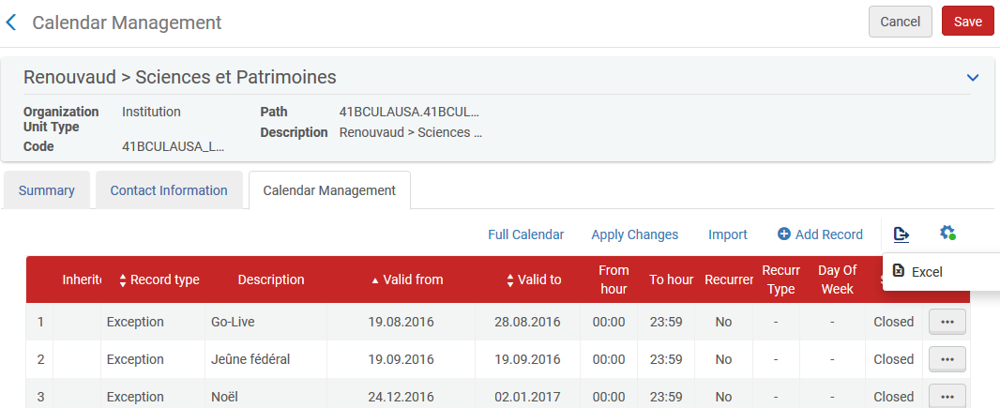 Calendar Management
Cancel
Save
Renouvaud > Sciences et Patrimoines
Organization Unit Type Institution
Path 41BCULAUSA.41BCUL...
Description Renouvaud > Sciences ...
Code 41BCULAUSA_L...
Summary
Contact Information
Calendar Management
Full Calendar
Apply Changes
Import
Add Record
Excel
Inherite Record type Description Valid from Valid to From hour To hour Recurrer Recurr Type Day Of Week
1 Exception Go-Live 19.08.2016 28.08.2016 00:00 23:59 No - - Closed ...
2 Exception Jeûne fédéral 19.09.2016 19.09.2016 00:00 23:59 No - - Closed ...
3 Exception Noël 24.12.2016 02.01.2017 00:00 23:59 No - - Closed ...